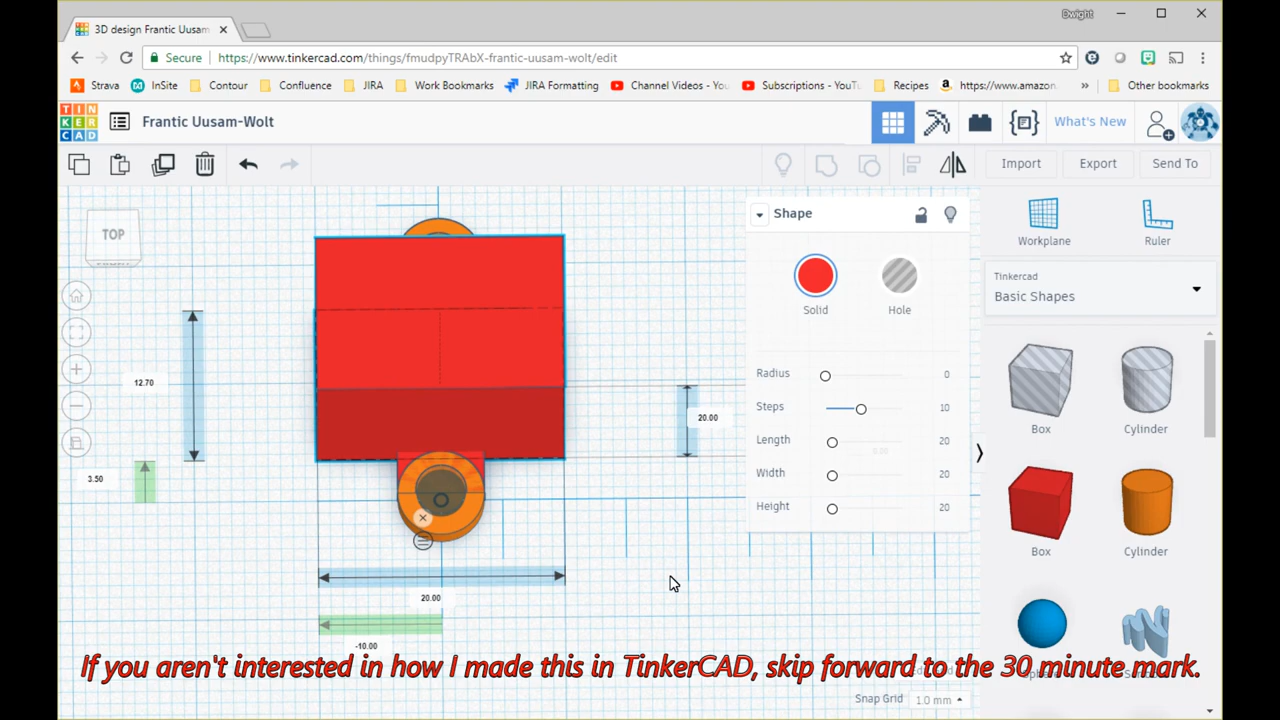 Dwight
3D design Frantic Uusam
Secure
https://www.tinkercad.com/things/fmudpyTRAbX-frantic-uusam-wolt/edit
Strava InSite Contour Confluence JIRA Work Bookmarks JIRA Formatting Channel Videos - You Subscriptions - YouT Recipes https://www.amazon. » Other bookmarks
TIN
KER
CAD
Frantic Uusam-Wolt
What's New
Import Export Send To
TOP
Shape
Solid Hole
Radius 0
Steps 10
Length 20
0.00
Width 20
Height 20
Workplane Ruler
Tinkercad
Basic Shapes
Box Cylinder
Box Cylinder
12.70
20.00
3.50
20.00
-10.00
If you aren't interested in how I made this in TinkerCAD, skip forward to the 30 minute mark.
Snap Grid 1.0 mm